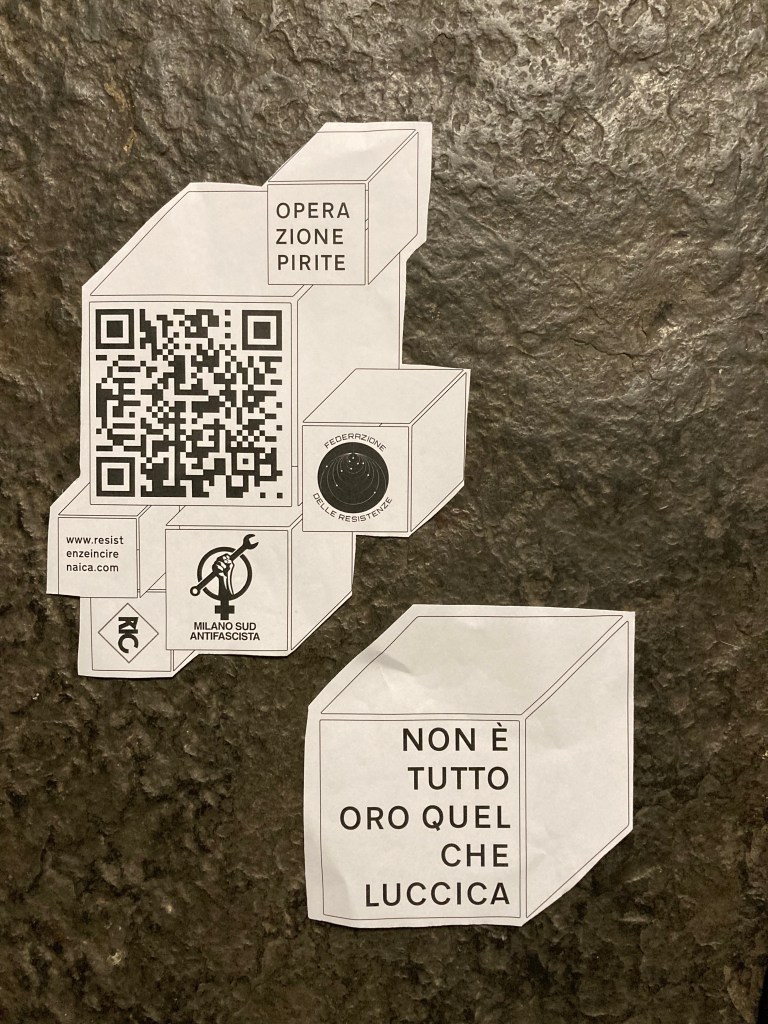 OPERA
ZIONE
PIRITE
FEDERAZIONE
DELLE RESISTENZE
www.resist
enzeincire
naica.com
MILANO SUD
ANTIFASCISTA
RIC
NON È
TUTTO
ORO QUEL
CHE
LUCCICA